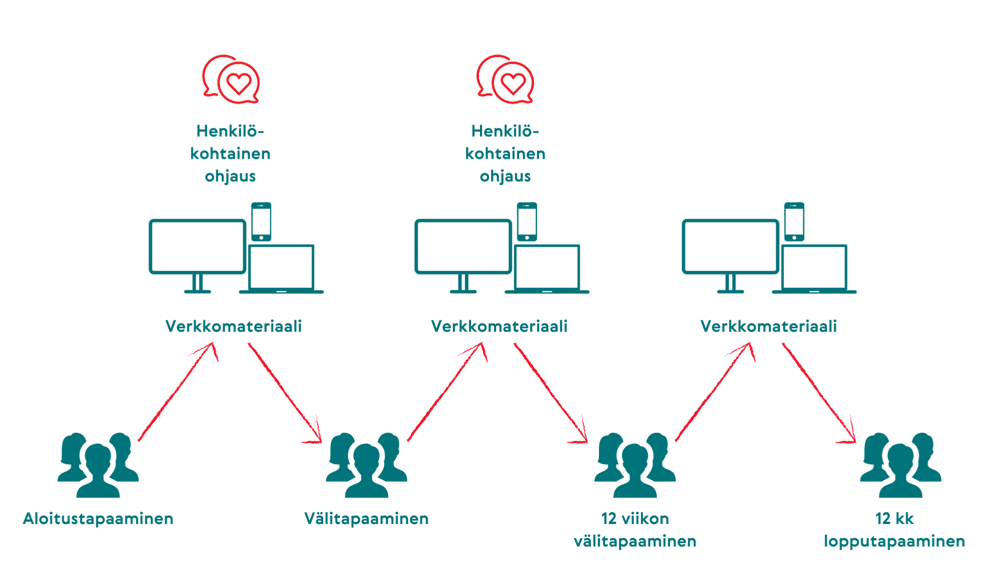 Henkilö-
kohtainen
ohjaus
Henkilö-
kohtainen
ohjaus
Verkkomateriaali
Verkkomateriaali
Verkkomateriaali
Aloitustapaaminen
Välitapaaminen
12 viikon
välitapaaminen
12 kk
lopputapaaminen